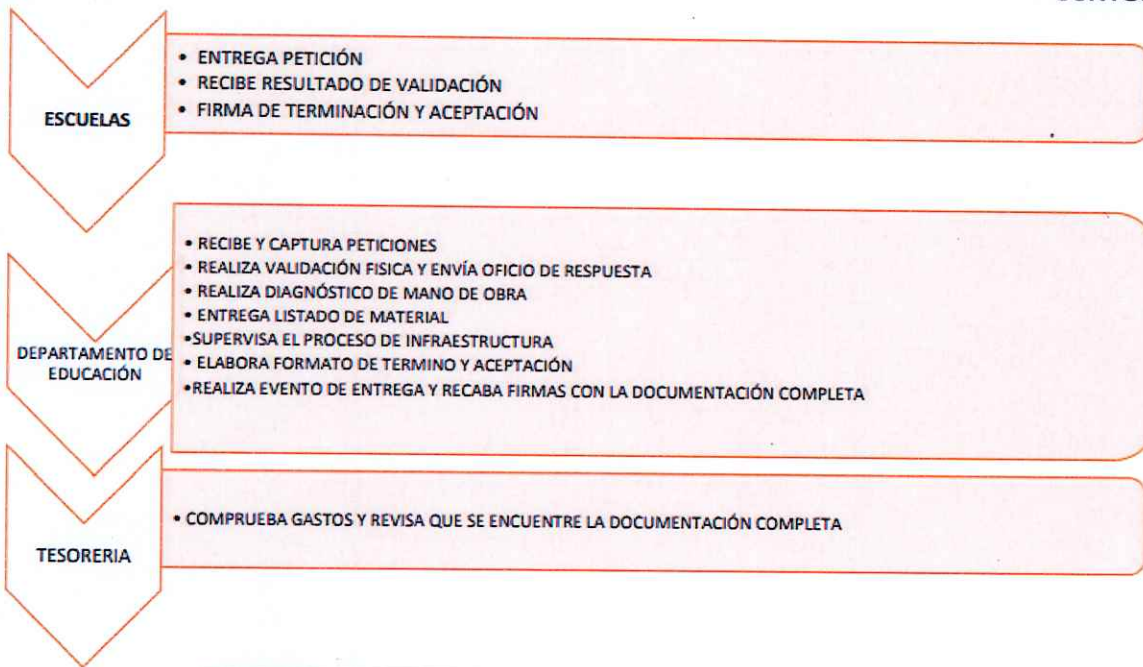 ESCUELAS
• ENTREGA PETICIÓN
• RECIBE RESULTADO DE VALIDACIÓN
• FIRMA DE TERMINACIÓN Y ACEPTACIÓN
DEPARTAMENTO DE
EDUCACIÓN
• RECIBE Y CAPTURA PETICIONES
• REALIZA VALIDACIÓN FISICA Y ENVÍA OFICIO DE RESPUESTA
• REALIZA DIAGNÓSTICO DE MANO DE OBRA
• ENTREGA LISTADO DE MATERIAL
•SUPERVISA EL PROCESO DE INFRAESTRUCTURA
• ELABORA FORMATO DE TERMINO Y ACEPTACIÓN
•REALIZA EVENTO DE ENTREGA Y RECABA FIRMAS CON LA DOCUMENTACIÓN COMPLETA
TESORERIA
• COMPRUEBA GASTOS Y REVISA QUE SE ENCUENTRE LA DOCUMENTACIÓN COMPLETA